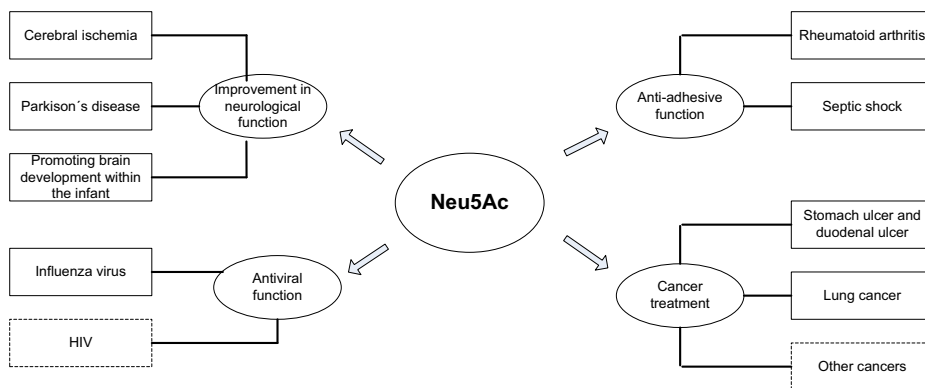 Cerebral ischemia
Parkison´s disease
Promoting brain
development within
the infant
Improvement in
neurological
function
Influenza virus
HIV
Antiviral
function
Neu5Ac
Rheumatoid arthritis
Septic shock
Anti-adhesive
function
Stomach ulcer and
duodenal ulcer
Lung cancer
Other cancers
Cancer
treatment